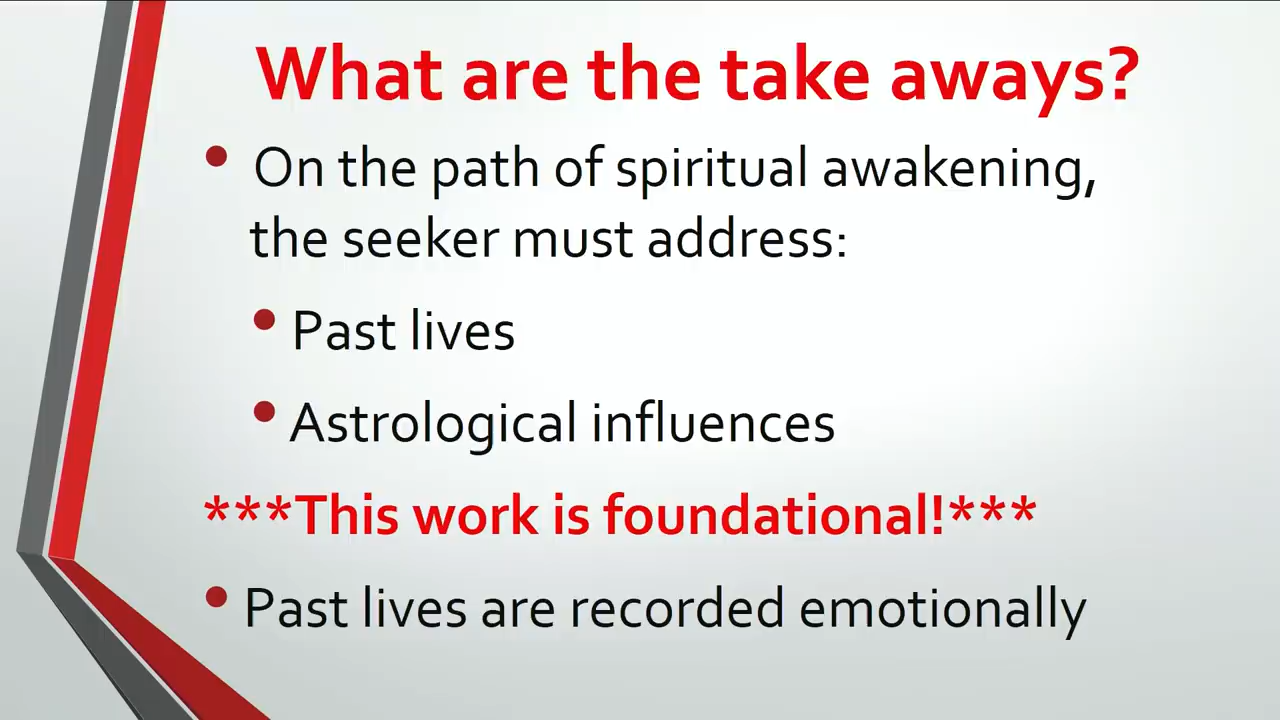 What are the take aways?
• On the path of spiritual awakening,
the seeker must address:
• Past lives
• Astrological influences
***This work is foundational!***
• Past lives are recorded emotionally